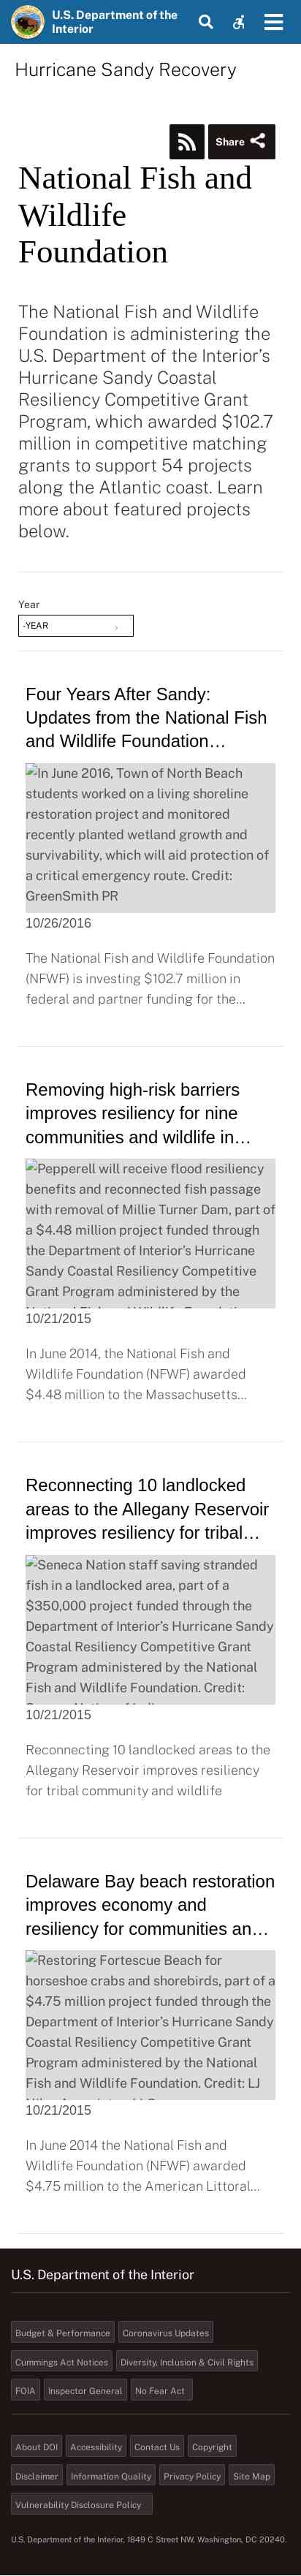 U.S. Department of the
Interior
Hurricane Sandy Recovery
Share
National Fish and
Wildlife
Foundation
The National Fish and Wildlife
Foundation is administering the
U.S. Department of the Interior’s
Hurricane Sandy Coastal
Resiliency Competitive Grant
Program, which awarded $102.7
million in competitive matching
grants to support 54 projects
along the Atlantic coast. Learn
more about featured projects
below.
Year
-YEAR
Four Years After Sandy:
Updates from the National Fish
and Wildlife Foundation…
In June 2016, Town of North Beach
students worked on a living shoreline
restoration project and monitored
recently planted wetland growth and
survivability, which will aid protection of
a critical emergency route. Credit:
GreenSmith PR
10/26/2016
The National Fish and Wildlife Foundation
(NFWF) is investing $102.7 million in
federal and partner funding for the...
Removing high-risk barriers
improves resiliency for nine
communities and wildlife in…
Pepperell will receive flood resiliency
benefits and reconnected fish passage
with removal of Millie Turner Dam, part of
a $4.48 million project funded through
the Department of Interior’s Hurricane
Sandy Coastal Resiliency Competitive
Grant Program administered by the
National Fish and Wildlife Foundation
10/21/2015
In June 2014, the National Fish and
Wildlife Foundation (NFWF) awarded
$4.48 million to the Massachusetts...
Reconnecting 10 landlocked
areas to the Allegany Reservoir
improves resiliency for tribal…
Seneca Nation staff saving stranded
fish in a landlocked area, part of a
$350,000 project funded through the
Department of Interior’s Hurricane Sandy
Coastal Resiliency Competitive Grant
Program administered by the National
Fish and Wildlife Foundation. Credit:
10/21/2015
Reconnecting 10 landlocked areas to the
Allegany Reservoir improves resiliency
for tribal community and wildlife
Delaware Bay beach restoration
improves economy and
resiliency for communities an…
Restoring Fortescue Beach for
horseshoe crabs and shorebirds, part of a
$4.75 million project funded through the
Department of Interior’s Hurricane Sandy
Coastal Resiliency Competitive Grant
Program administered by the National
Fish and Wildlife Foundation. Credit: LJ
10/21/2015
In June 2014 the National Fish and
Wildlife Foundation (NFWF) awarded
$4.75 million to the American Littoral...
U.S. Department of the Interior
Budget & Performance Coronavirus Updates
Cummings Act Notices Diversity, Inclusion & Civil Rights
FOIA Inspector General No Fear Act
About DOI Accessibility Contact Us Copyright
Disclaimer Information Quality Privacy Policy Site Map
Vulnerability Disclosure Policy
U.S. Department of the Interior, 1849 C Street NW, Washington, DC 20240.